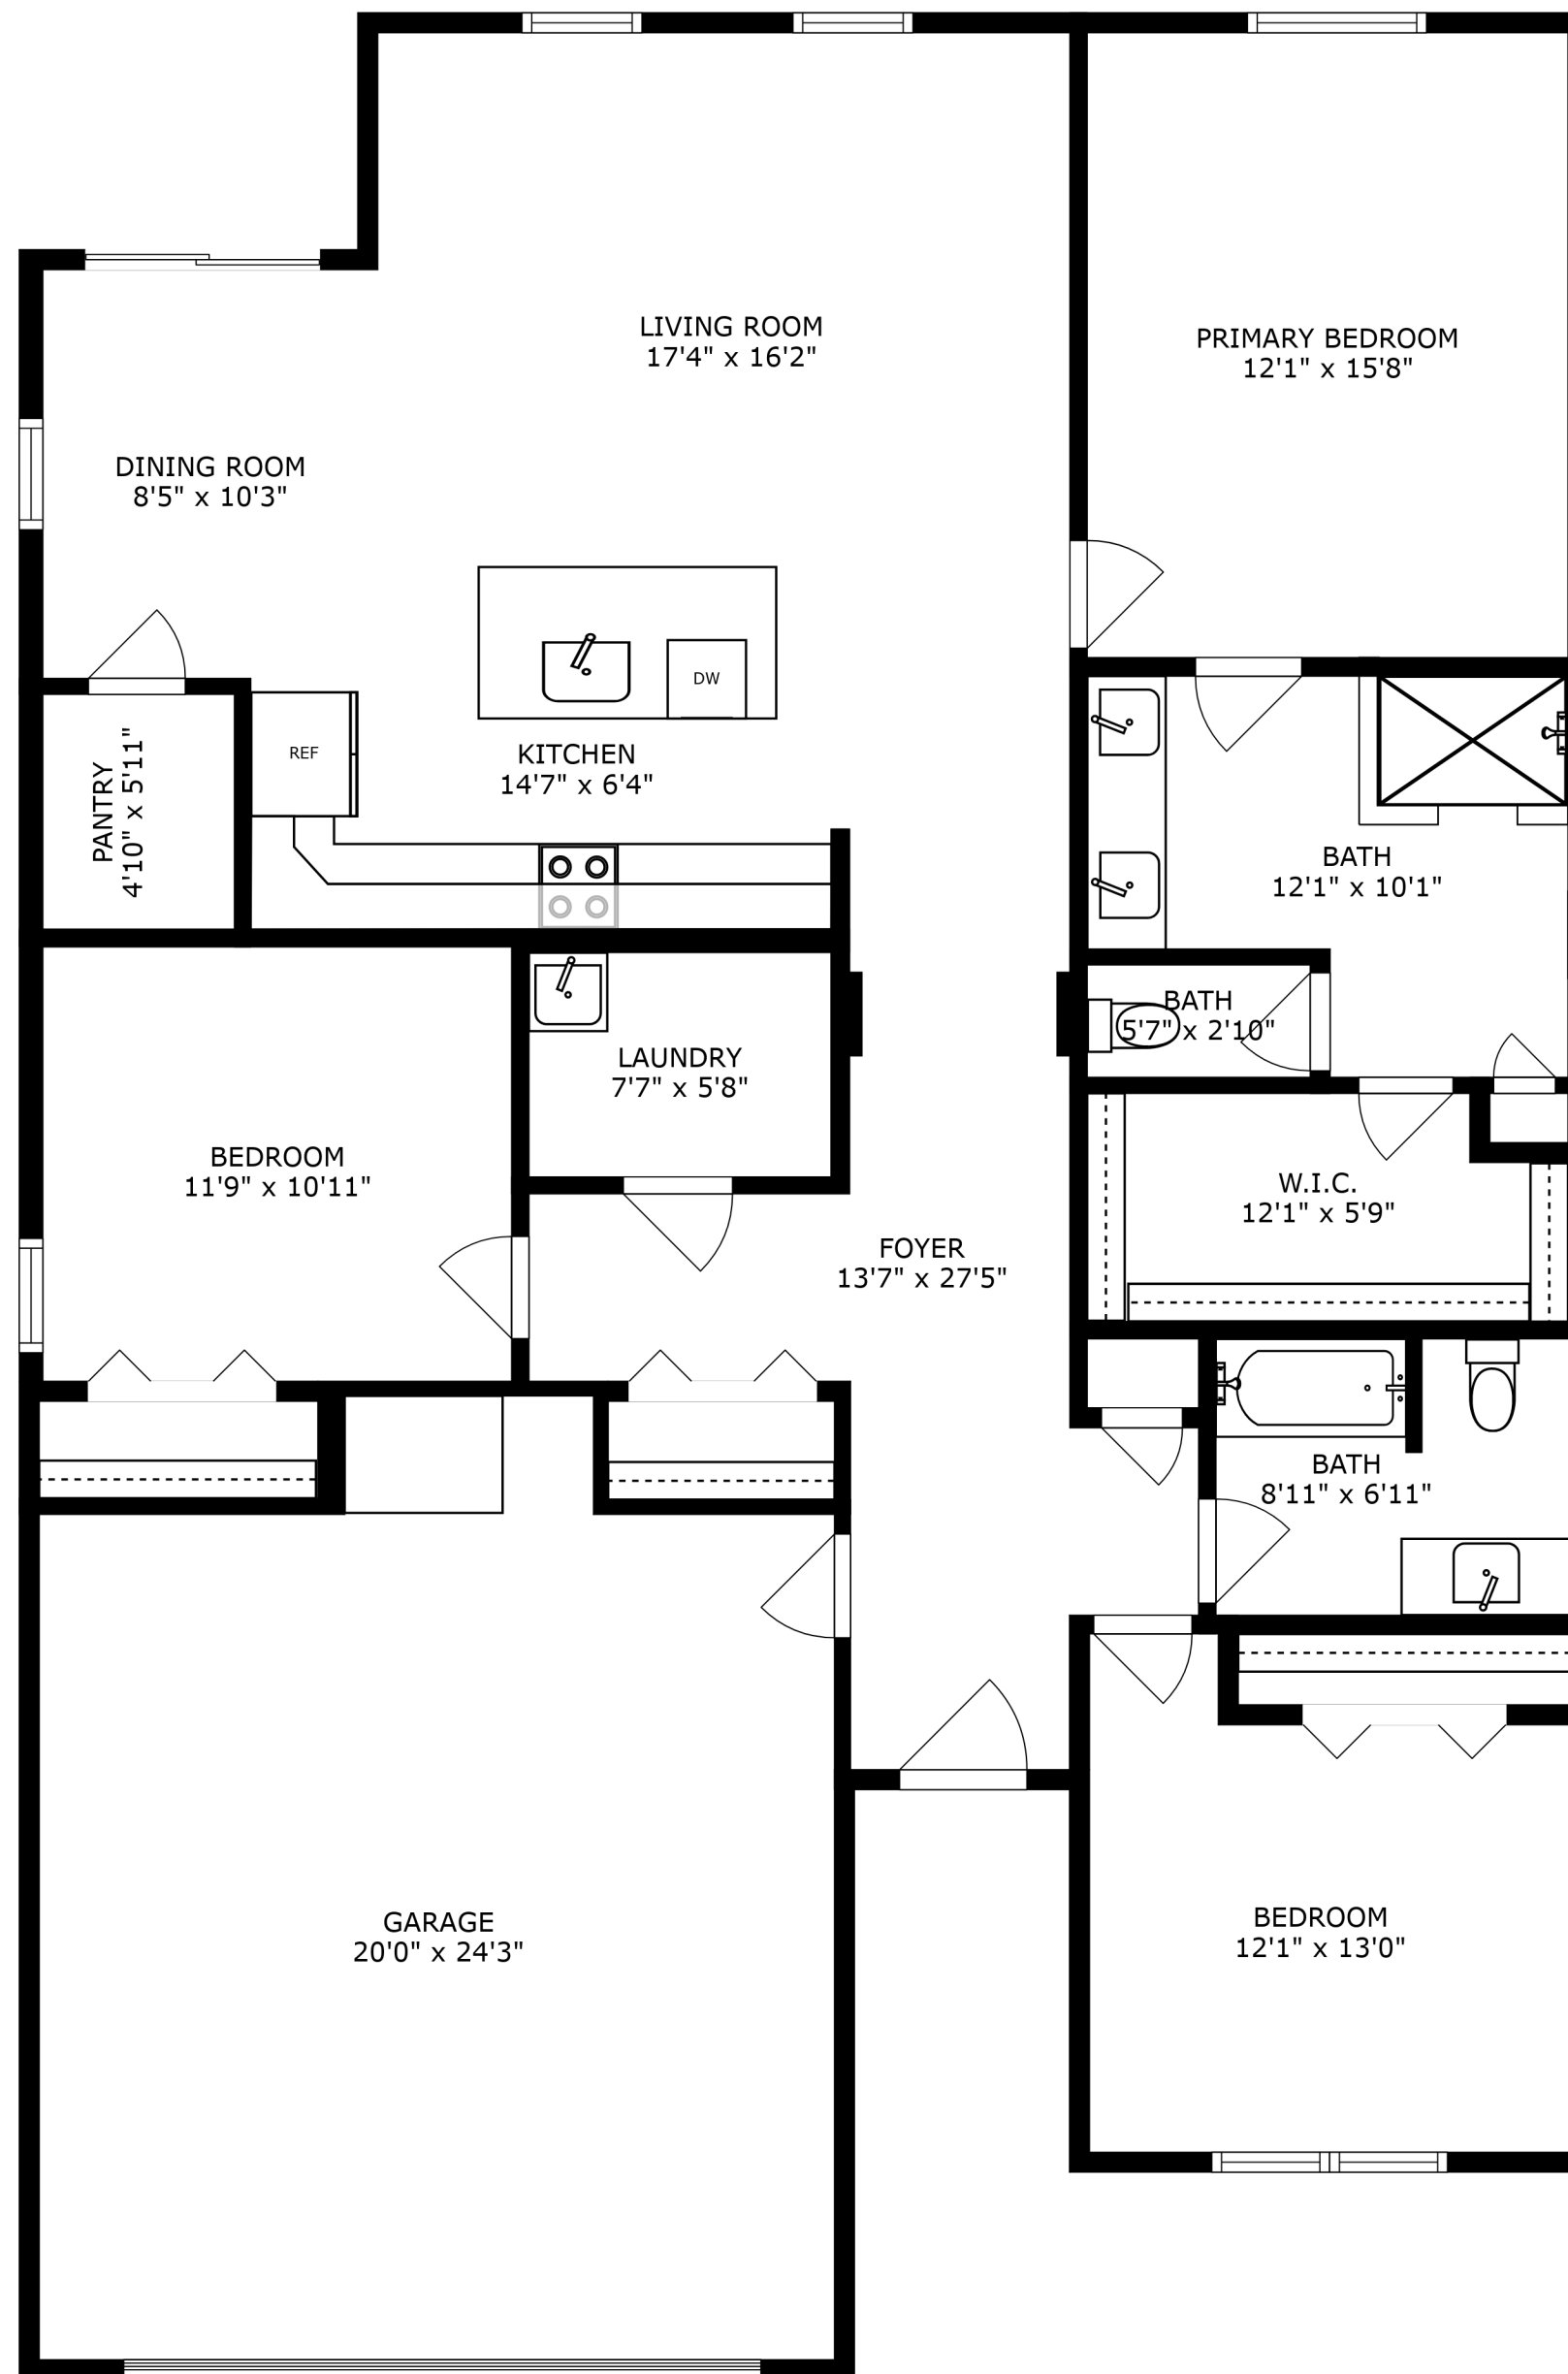 LIVING ROOM
17'4" x 16'2"
PRIMARY BEDROOM
12'1" x 15'8"
DINING ROOM
8'5" x 10'3"
DW
REF
KITCHEN
14'7" x 6'4"
PANTRY
4'10" x 5'11"
BATH
12'1" x 10'1"
BATH
5'7" x 2'10"
LAUNDRY
7'7" x 5'8"
BEDROOM
11'9" x 10'11"
W.I.C.
12'1" x 5'9"
FOYER
13'7" x 27'5"
BATH
8'11" x 6'11"
GARAGE
20'0" x 24'3"
BEDROOM
12'1" x 13'0"